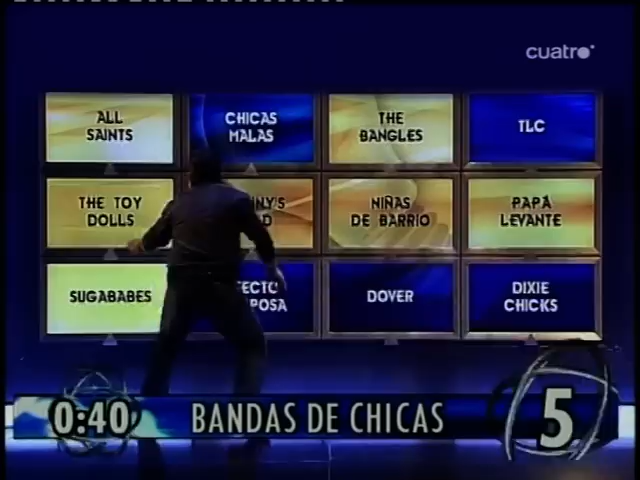 cuatro
ALL
SAINTS
CHICAS
MALAS
THE
BANGLES
TLC
THE TOY
DOLLS
NIÑAS
DE BARRIO
PAPÁ
LEVANTE
SUGABABES
DOVER
DIXIE
CHICKS
0:40
BANDAS DE CHICAS
5